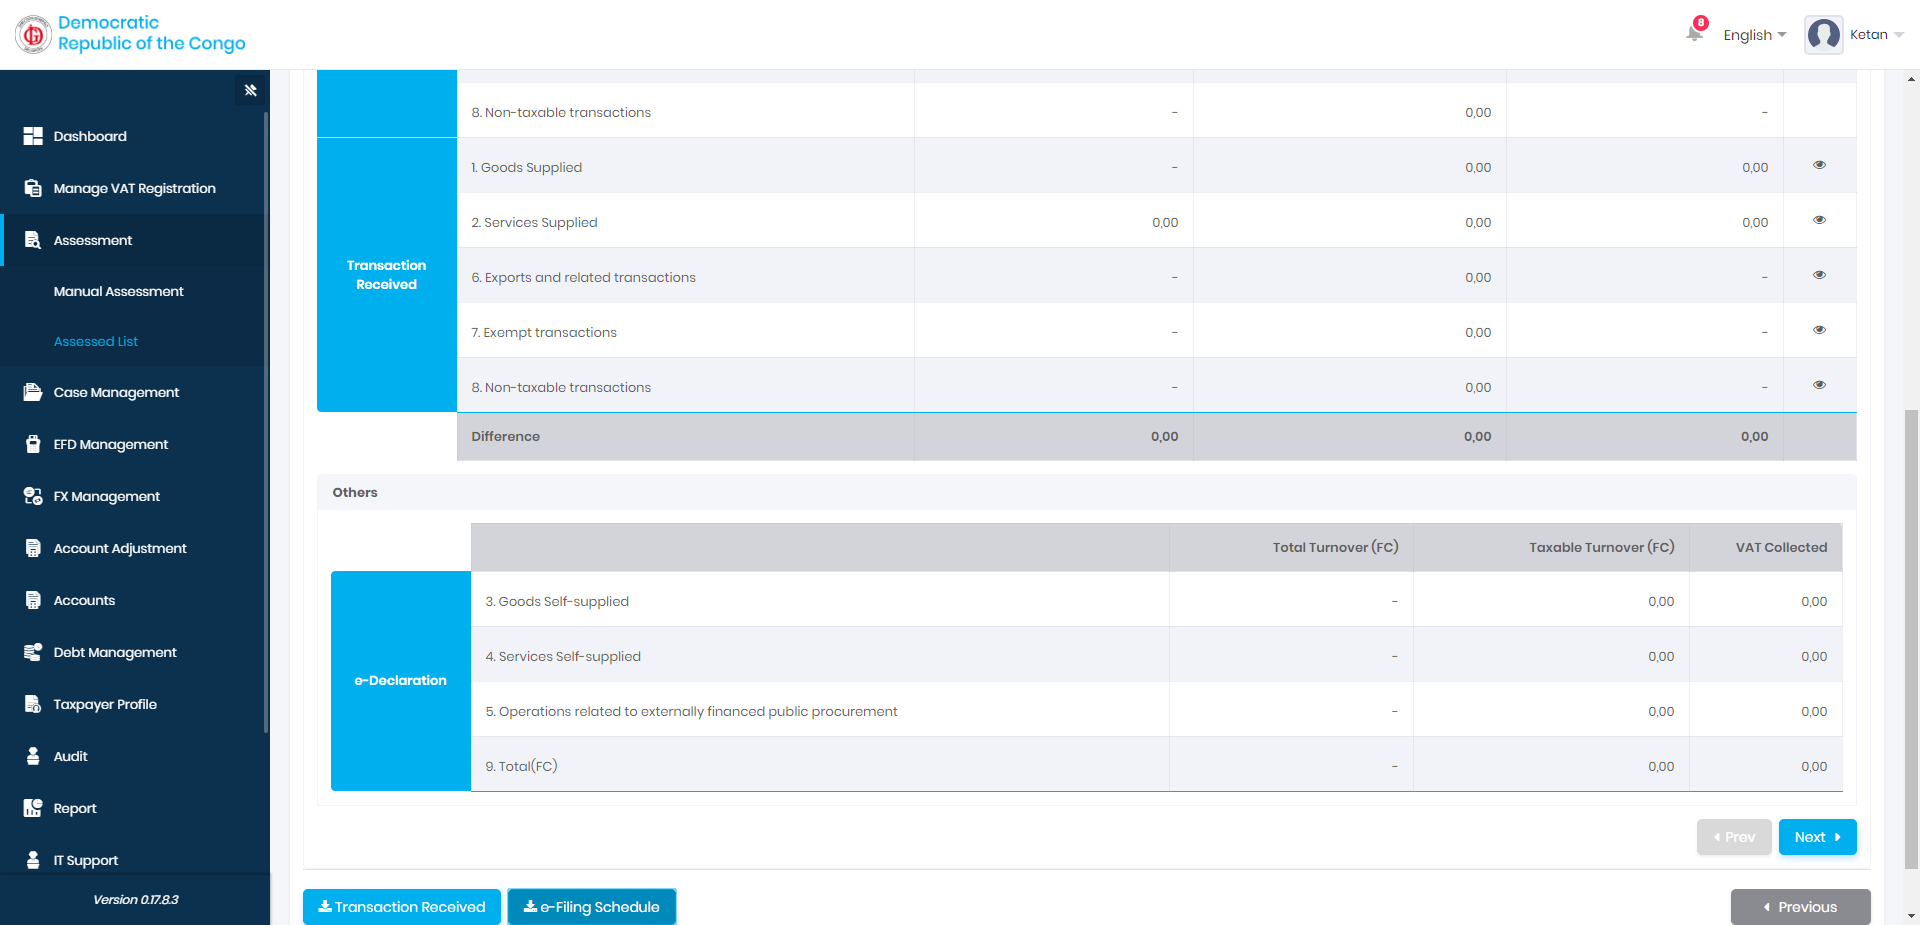 Democratic
Republic of the Congo
8
English
Ketan
Dashboard
Manage VAT Registration
Assessment
Manual Assessment
Assessed List
Case Management
EFD Management
FX Management
Account Adjustment
Accounts
Debt Management
Taxpayer Profile
Audit
Report
IT Support
Version 0.17.8.3
8. Non-taxable transactions - 0,00 -
Transaction
Received
1. Goods Supplied - 0,00 0,00
2. Services Supplied 0,00 0,00 0,00
6. Exports and related transactions - 0,00 -
7. Exempt transactions - 0,00 -
8. Non-taxable transactions - 0,00 -
Difference 0,00 0,00 0,00
Others
Total Turnover (FC) Taxable Turnover (FC) VAT Collected
e-Declaration
3. Goods Self-supplied - 0,00 0,00
4. Services Self-supplied - 0,00 0,00
5. Operations related to externally financed public procurement - 0,00 0,00
9. Total(FC) - 0,00 0,00
Prev Next
Transaction Received e-Filing Schedule Previous